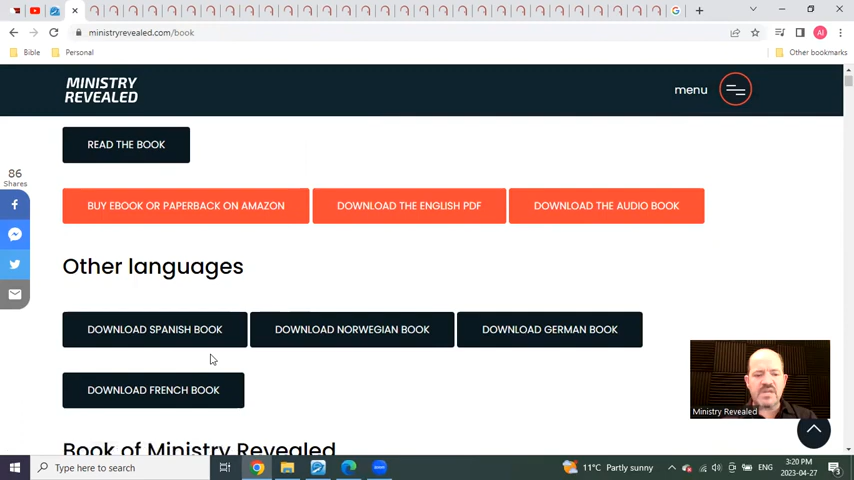 ministryrevealed.com/book
AI
Bible
Personal
Other bookmarks
MINISTRY
REVEALED
menu
READ THE BOOK
86
Shares
BUY EBOOK OR PAPERBACK ON AMAZON
DOWNLOAD THE ENGLISH PDF
DOWNLOAD THE AUDIO BOOK
Other languages
DOWNLOAD SPANISH BOOK
DOWNLOAD NORWEGIAN BOOK
DOWNLOAD GERMAN BOOK
DOWNLOAD FRENCH BOOK
Ministry Revealed
Book of Ministry Revealed
Type here to search
11°C Partly sunny
ENG
3:20 PM
2023-04-27